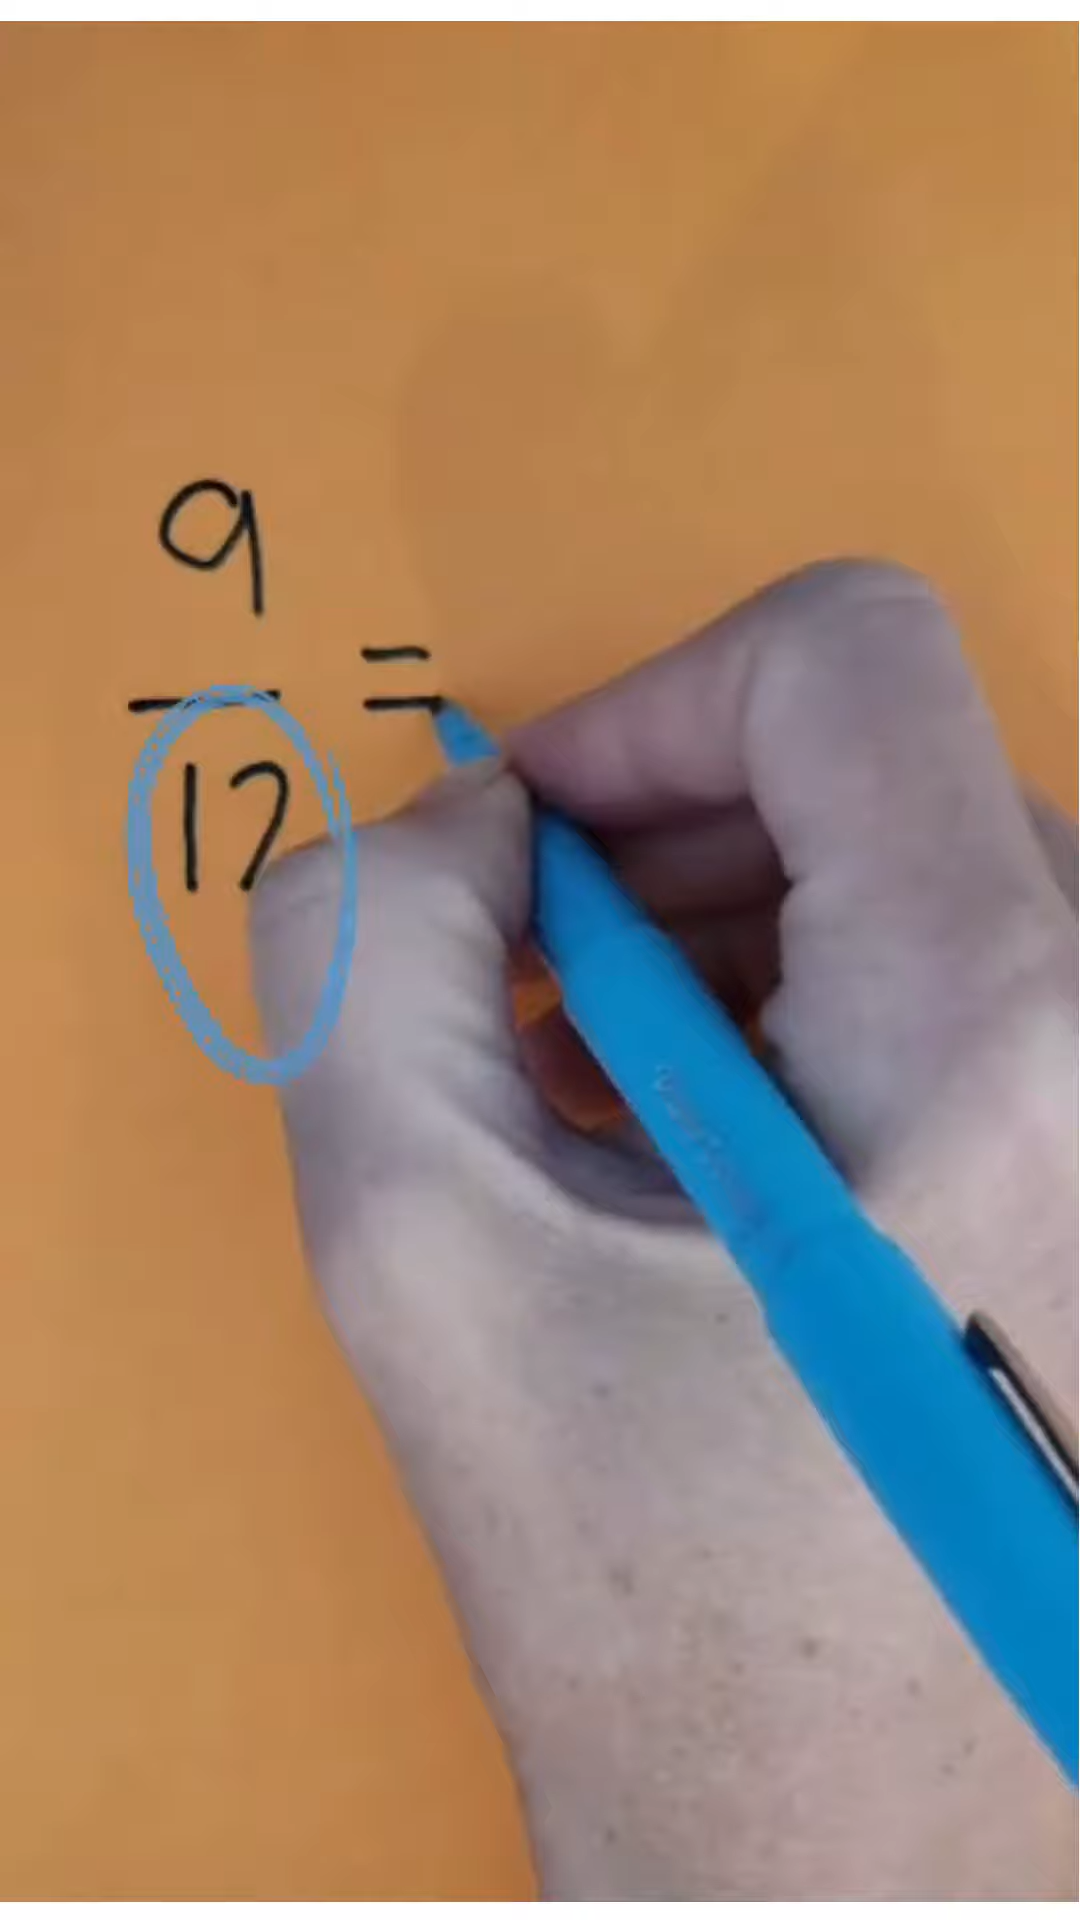 9
— =
12